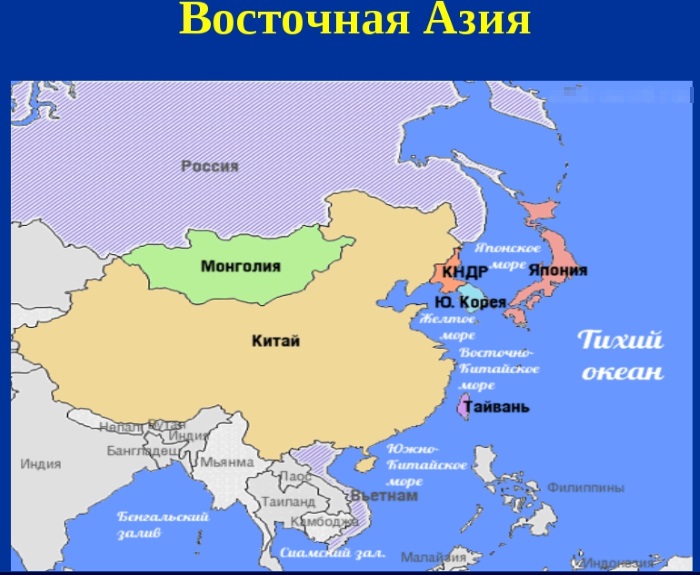 Восточная Азия
Россия
Монголия
Китай
КНДР
Ю. Корея
Японское
море
Япония
Желтое
море
Восточно-
Китайское
море
Тихий
океан
Тайвань
Южно-
Китайское
море
Непал
Бутан
Индия
Бангладеш
Индия
Мьянма
Лаос
Вьетнам
Таиланд
Камбоджа
Филиппины
Бенгальский
залив
Сиамский зал.
Малайзия
Индонезия